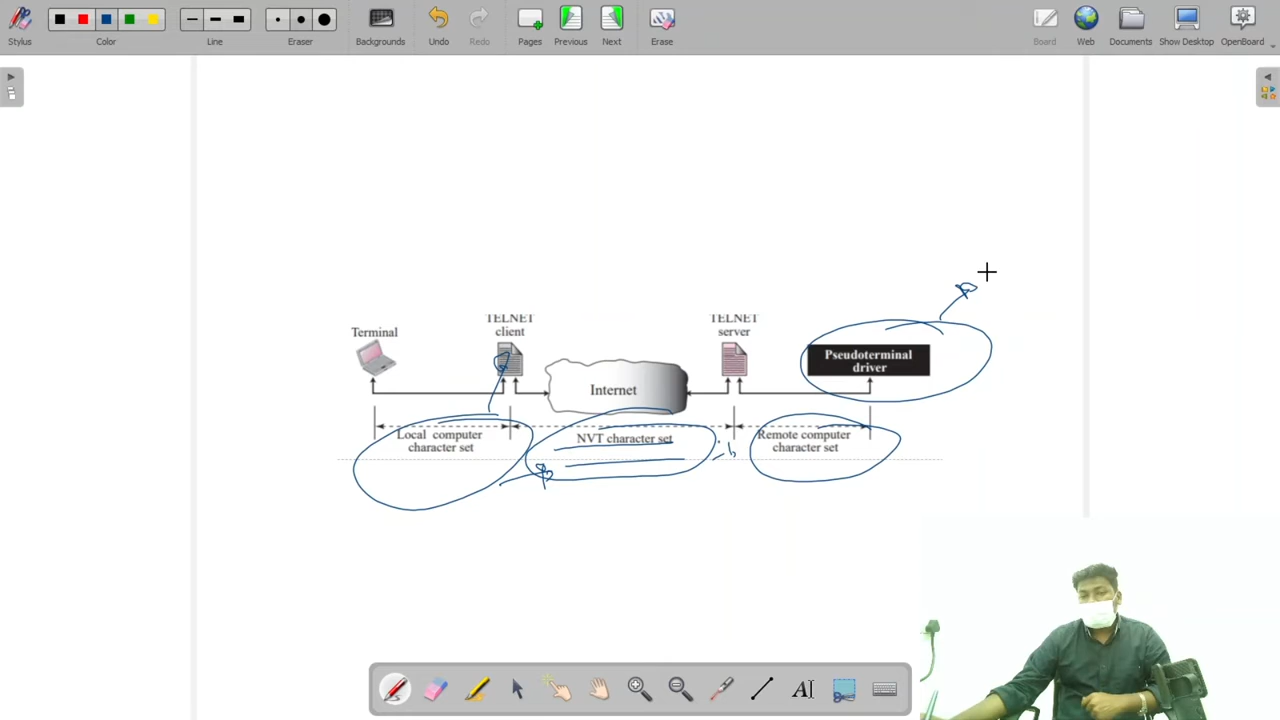 Stylus
Color
Line
Eraser
Backgrounds
Undo
Redo
Pages
Previous
Next
Erase
Board
Web
Documents
Show Desktop
OpenBoard
Terminal
TELNET
client
TELNET
server
Pseudoterminal
driver
Internet
Local computer
character set
NVT character set
Remote computer
character set